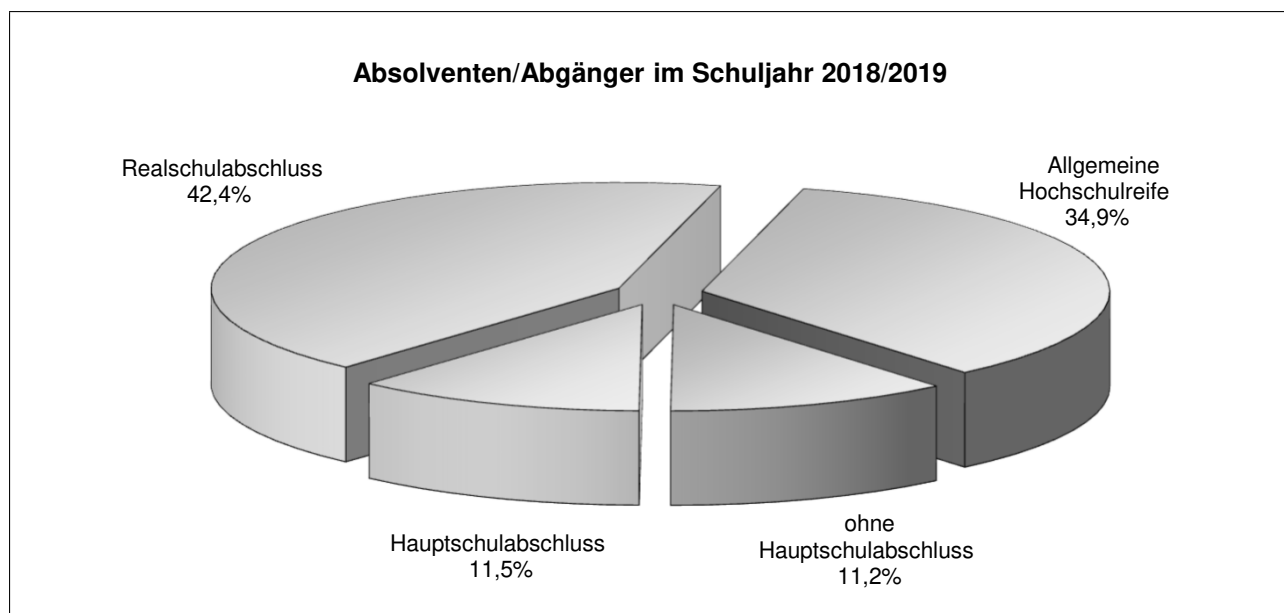 Absolventen/Abgänger im Schuljahr 2018/2019
Realschulabschluss
42,4%
Allgemeine
Hochschulreife
34,9%
Hauptschulabschluss
11,5%
ohne
Hauptschulabschluss
11,2%